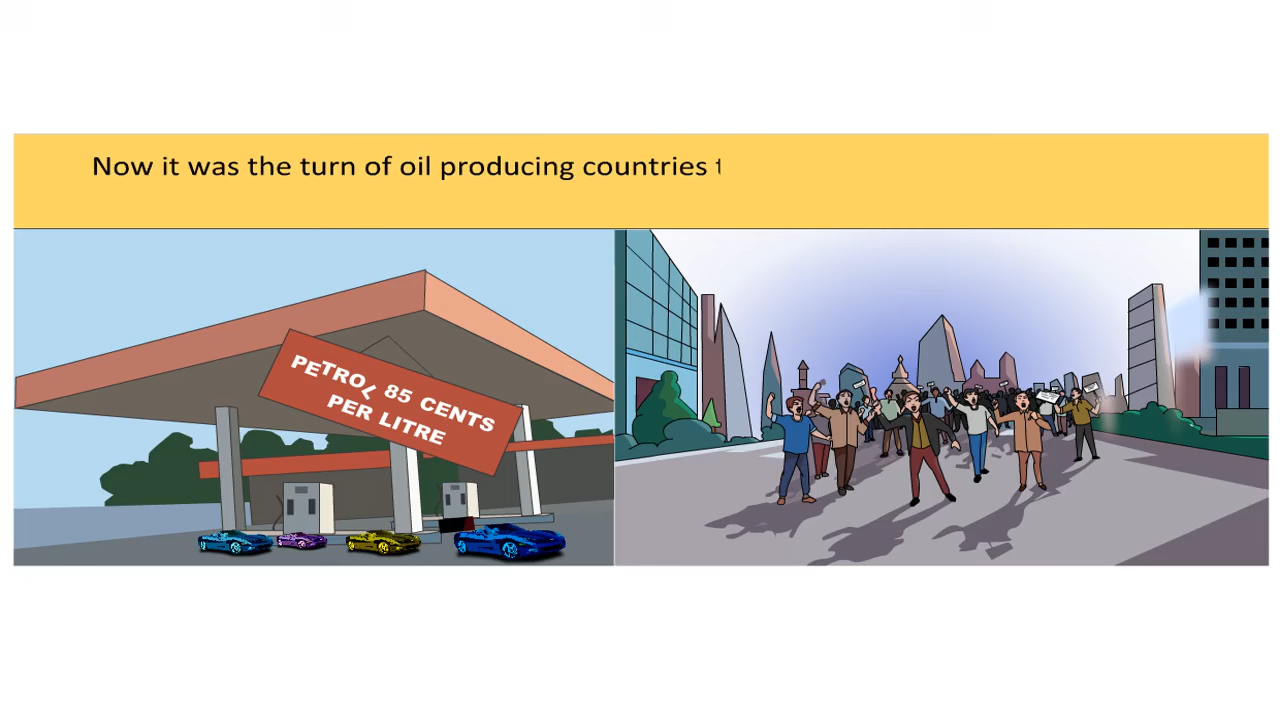 Now it was the turn of oil producing countries
PETROL 85 CENTS
PER LITRE